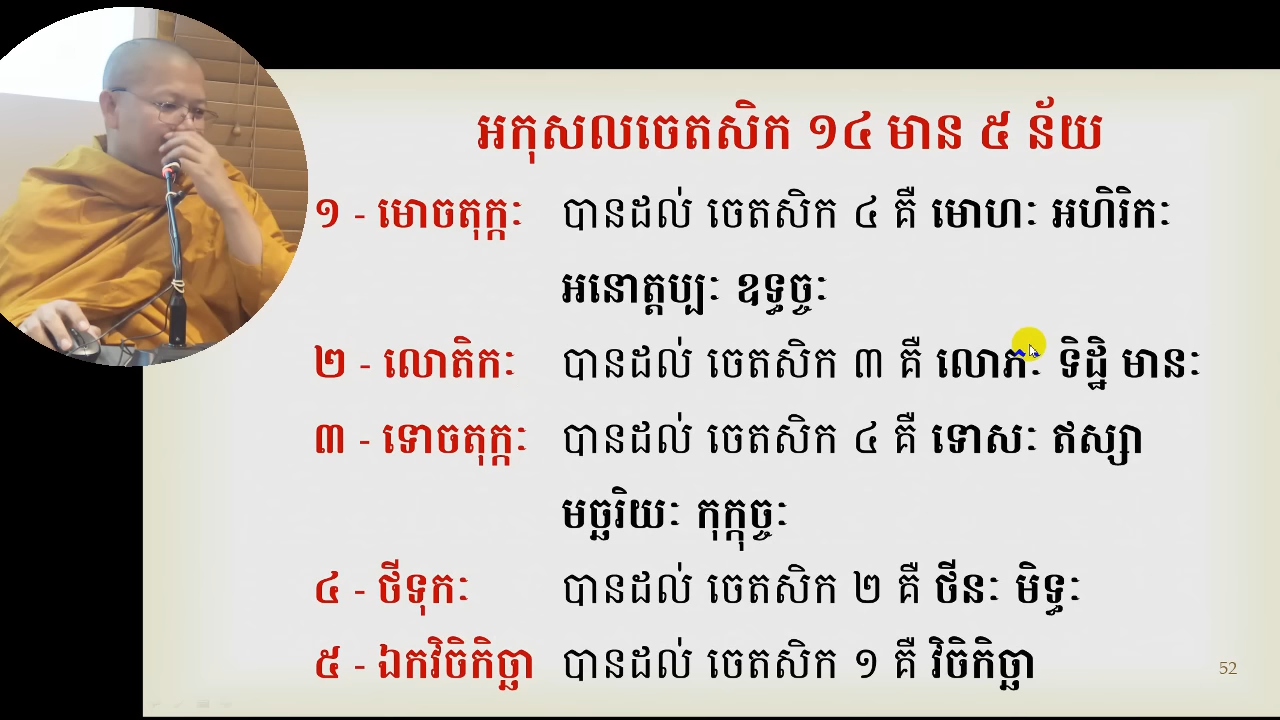 អកុសលចេតសិក ១៤ មាន ៥ ន័យ
១ - មោចតុក្កៈ បានដល់ ចេតសិក ៤ គឺ មោហៈ អហិរិកៈ
អនោត្តប្បៈ ឧទ្ធច្ចៈ
២ - លោតិកៈ បានដល់ ចេតសិក ៣ គឺ លោភៈ ទិដ្ឋិ មានៈ
៣ - ទោចតុក្កៈ បានដល់ ចេតសិក ៤ គឺ ទោសៈ ឥស្សា
មច្ឆរិយៈ កុក្កុច្ចៈ
៤ - ថីទុកៈ បានដល់ ចេតសិក ២ គឺ ថីនៈ មិទ្ធៈ
៥ - ឯកវិចិកិច្ឆា បានដល់ ចេតសិក ១ គឺ វិចិកិច្ឆា
52